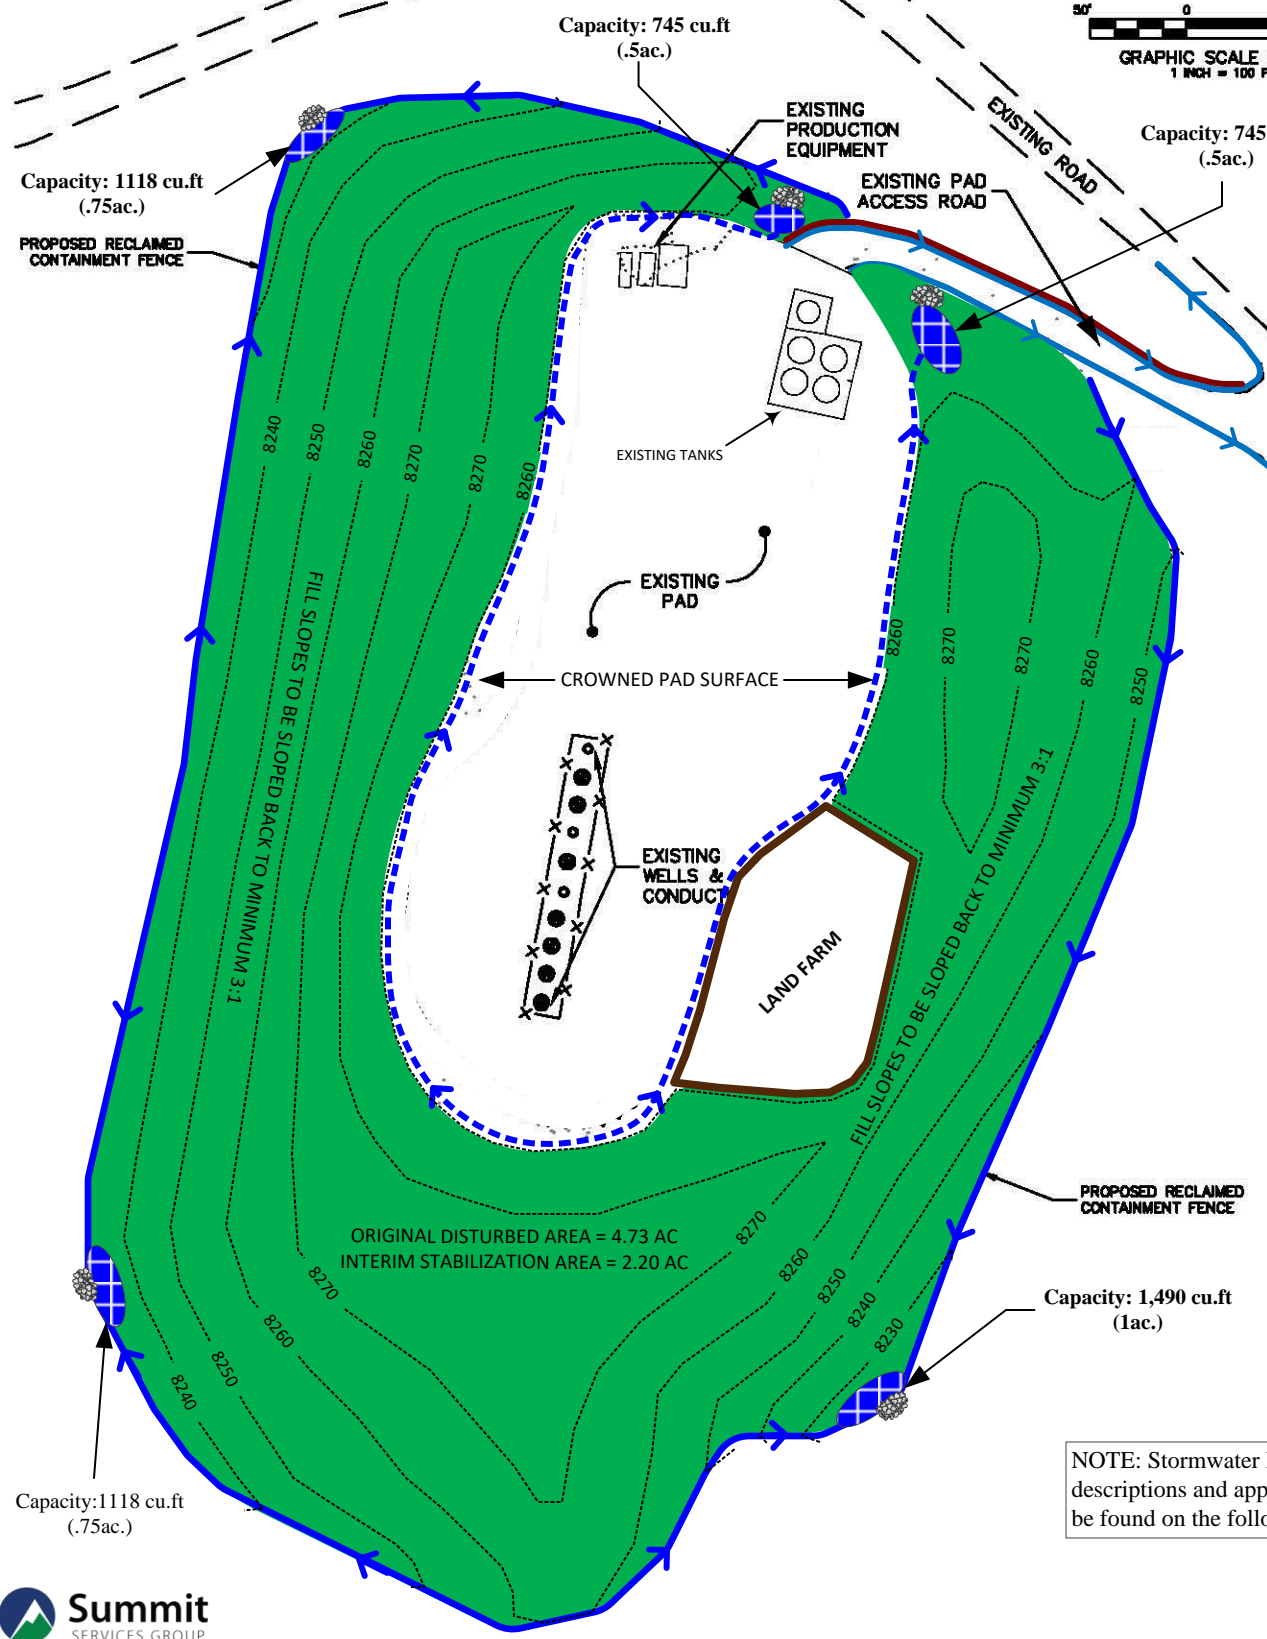 Capacity: 745 cu.ft
(.5ac.)
50'
0
GRAPHIC SCALE
1 INCH = 100 F
EXISTING
PRODUCTION
EQUIPMENT
EXISTING ROAD
Capacity: 745
(.5ac.)
EXISTING PAD
ACCESS ROAD
Capacity: 1118 cu.ft
(.75ac.)
PROPOSED RECLAIMED
CONTAINMENT FENCE
8240
8250
8260
8270
8270
8260
EXISTING TANKS
EXISTING
PAD
CROWNED PAD SURFACE
8260
8270
8270
8260
8250
FILL SLOPES TO BE SLOPED BACK TO MINIMUM 3:1
EXISTING
WELLS &
CONDUCT
LAND FARM
FILL SLOPES TO BE SLOPED BACK TO MINIMUM 3:1
PROPOSED RECLAIMED
CONTAINMENT FENCE
ORIGINAL DISTURBED AREA = 4.73 AC
INTERIM STABILIZATION AREA = 2.20 AC
8270
8260
8250
8240
8230
8270
8260
8250
8240
Capacity: 1,490 cu.ft
(1ac.)
Capacity:1118 cu.ft
(.75ac.)
NOTE: Stormwater
descriptions and app
be found on the follo
Summit
SERVICES GROUP